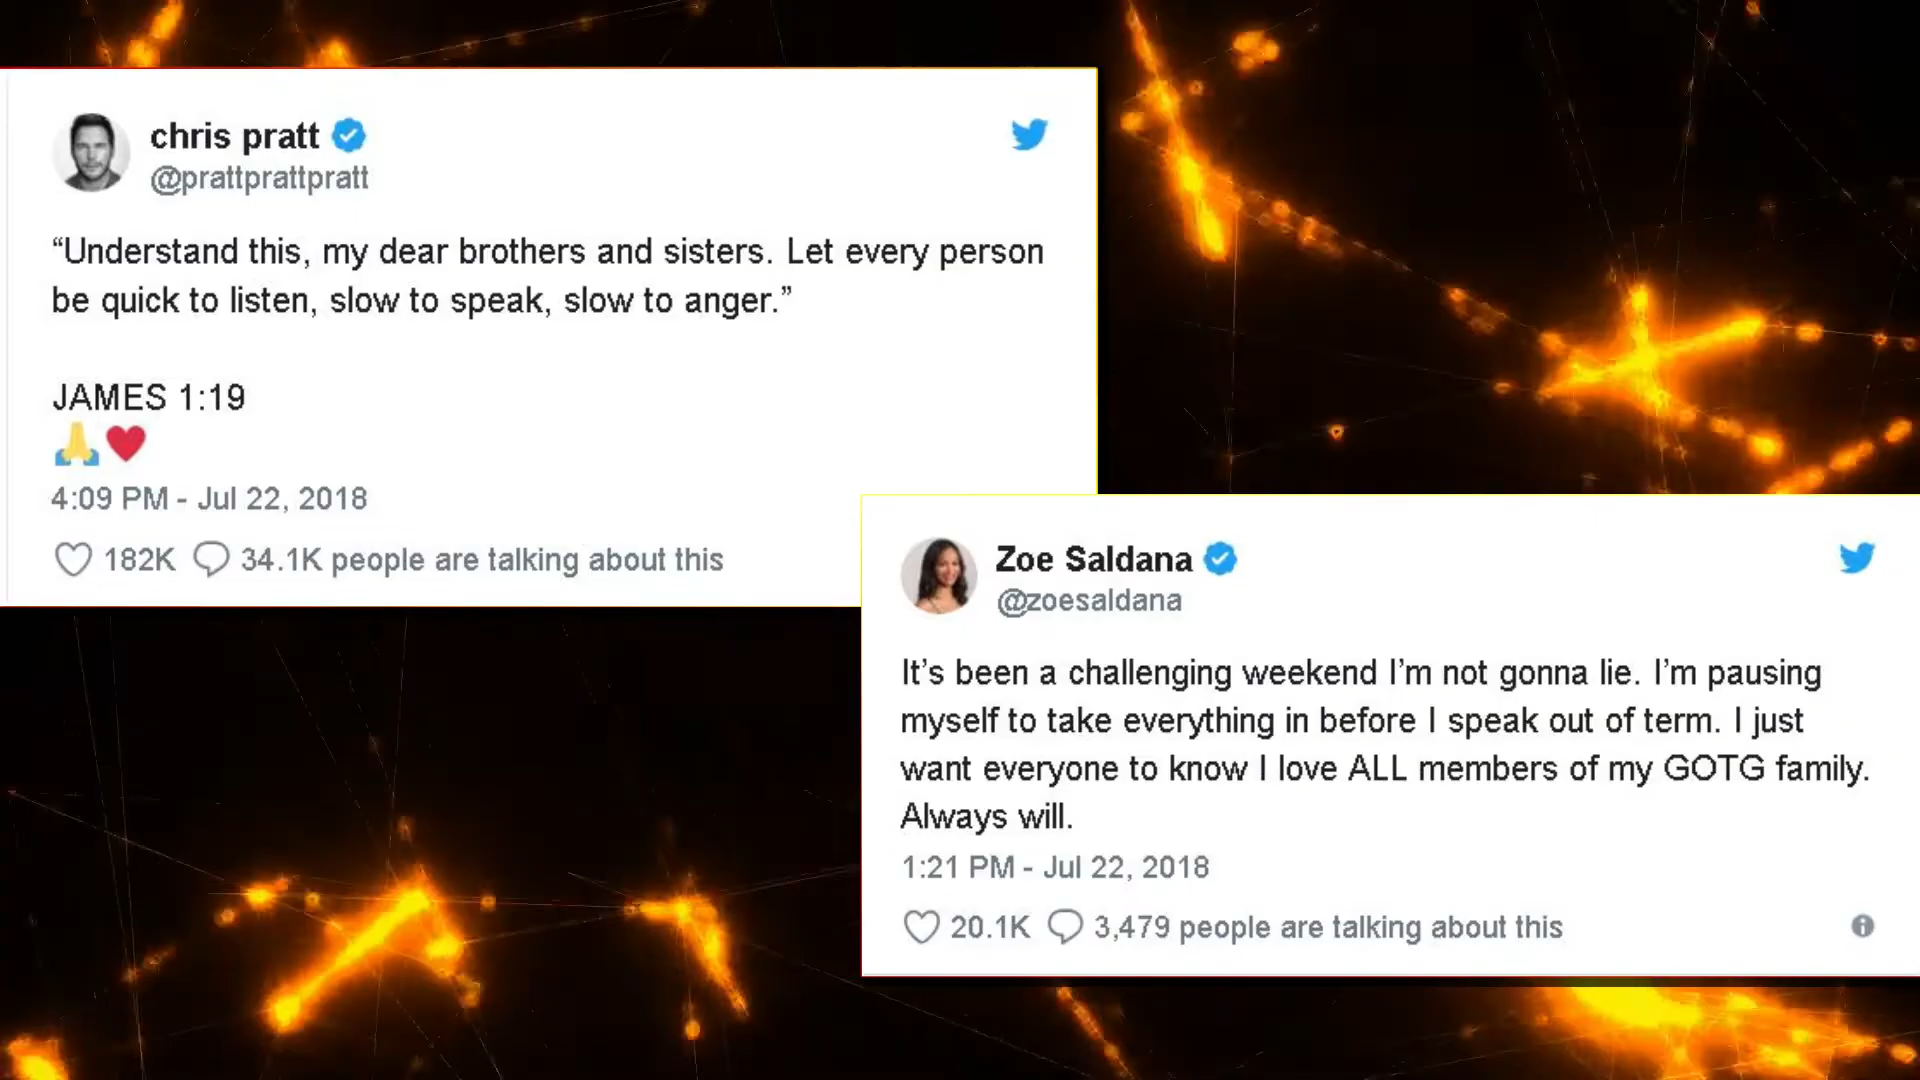 chris pratt
@prattprattpratt
“Understand this, my dear brothers and sisters. Let every person
be quick to listen, slow to speak, slow to anger.”
JAMES 1:19
🙏❤️
4:09 PM - Jul 22, 2018
182K 34.1K people are talking about this
Zoe Saldana
@zoesaldana
It’s been a challenging weekend I’m not gonna lie. I’m pausing
myself to take everything in before I speak out of term. I just
want everyone to know I love ALL members of my GOTG family.
Always will.
1:21 PM - Jul 22, 2018
20.1K 3,479 people are talking about this